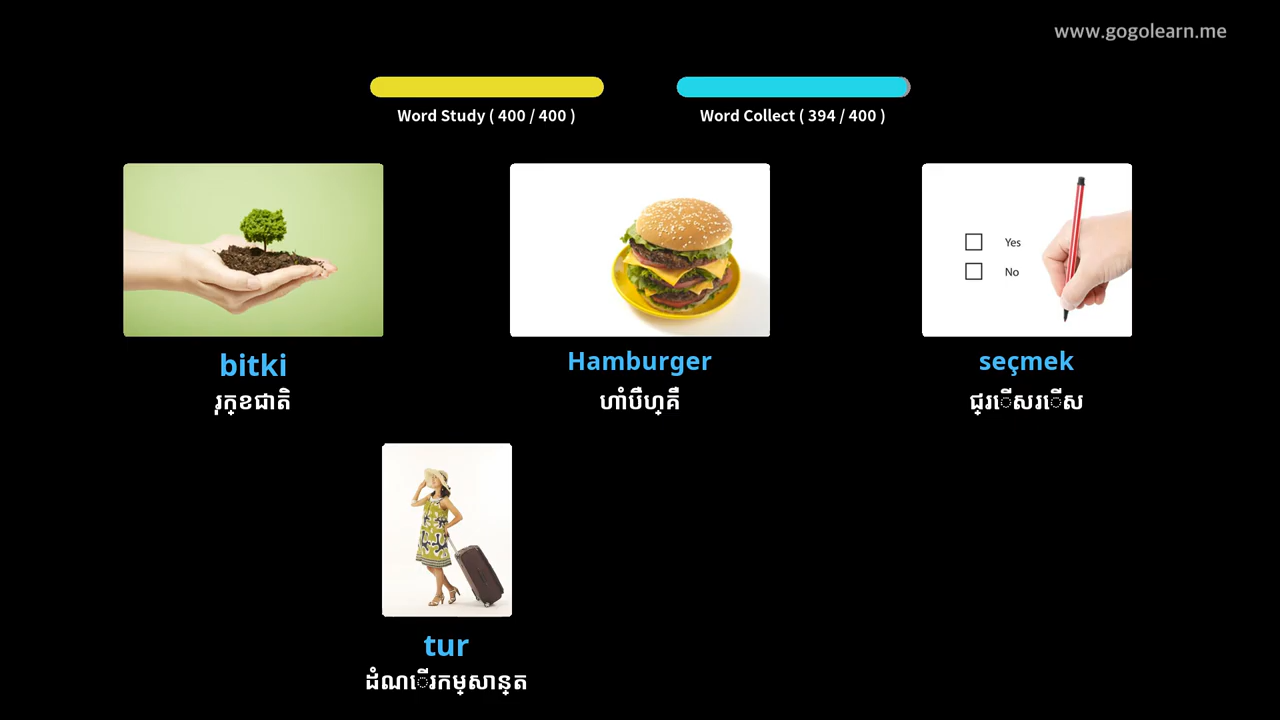 www.gogolearn.me
Word Study ( 400 / 400 )
Word Collect ( 394 / 400 )
Yes
No
bitki
Hamburger
seçmek
រុក្ខជាតិ
ហាំប៊ឺហ្គឺ
ជ្រើសរើស
tur
ដំណើរកម្សាន្ត